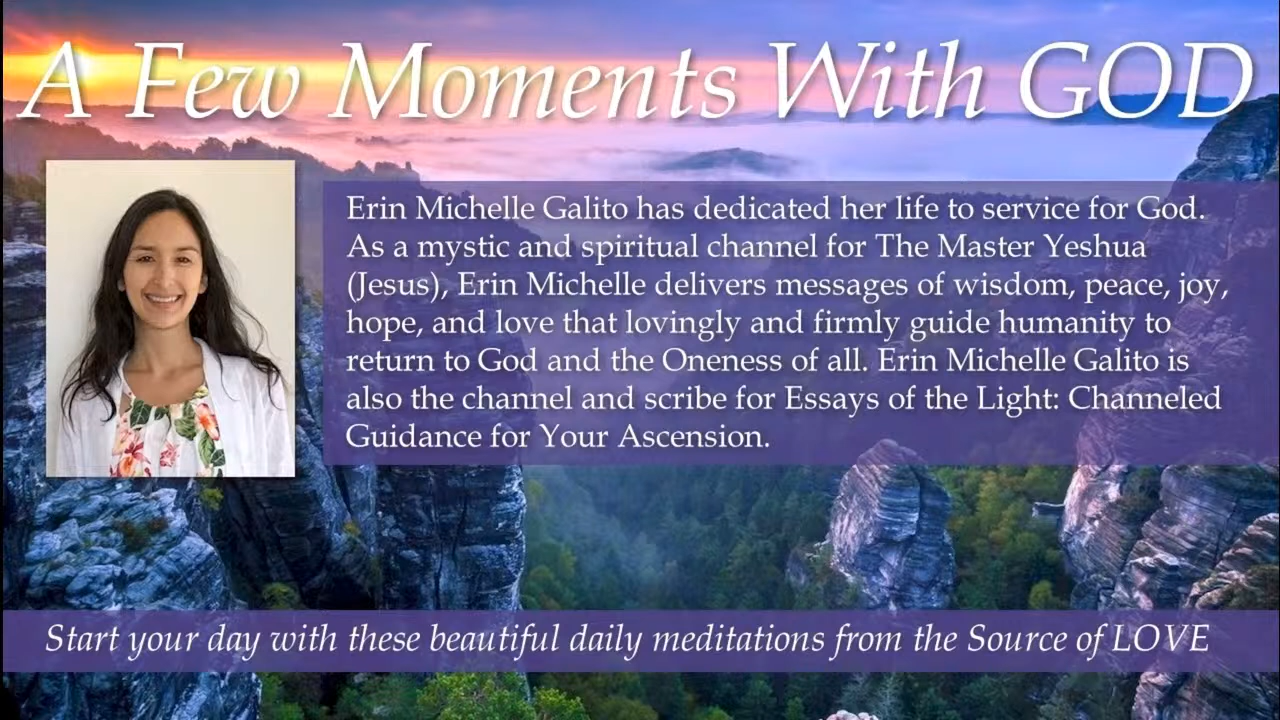 A Few Moments With GOD
Erin Michelle Galito has dedicated her life to service for God.
As a mystic and spiritual channel for The Master Yeshua
(Jesus), Erin Michelle delivers messages of wisdom, peace, joy,
hope, and love that lovingly and firmly guide humanity to
return to God and the Oneness of all. Erin Michelle Galito is
also the channel and scribe for Essays of the Light: Channeled
Guidance for Your Ascension.
Start your day with these beautiful daily meditations from the Source of LOVE